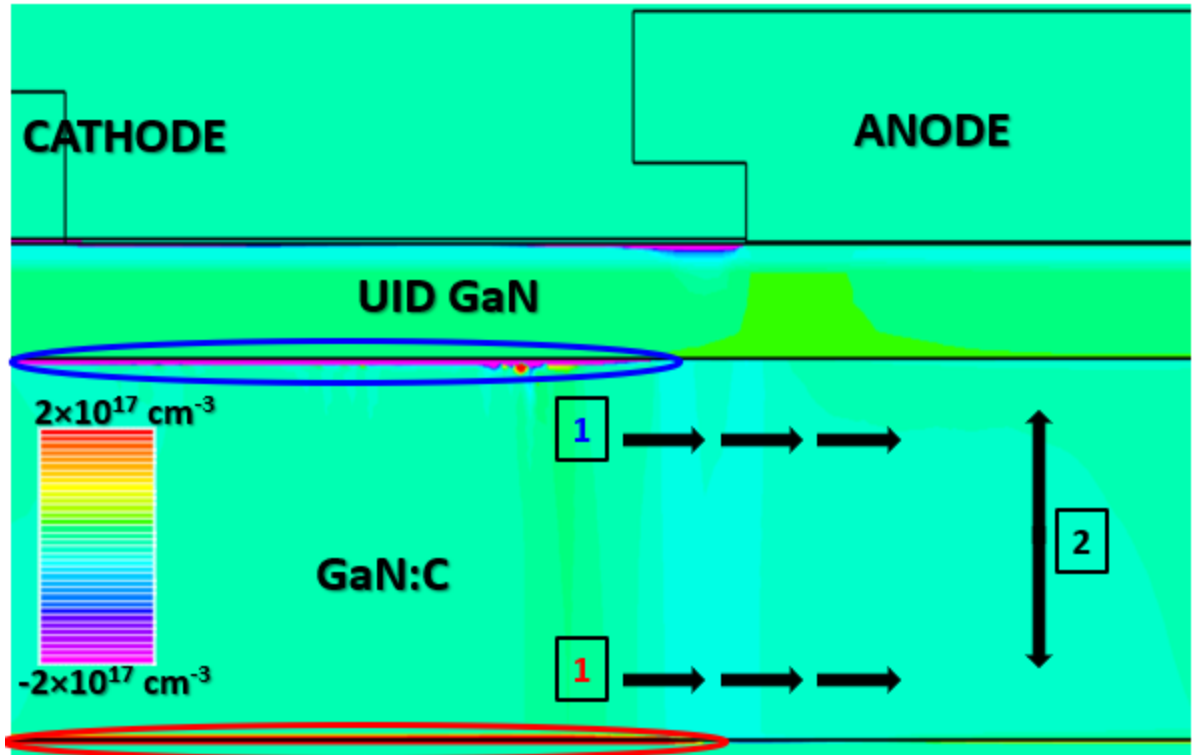 CATHODE
ANODE
UID GaN
2×10¹⁷ cm⁻³
1
2
GaN:C
1
-2×10¹⁷ cm⁻³